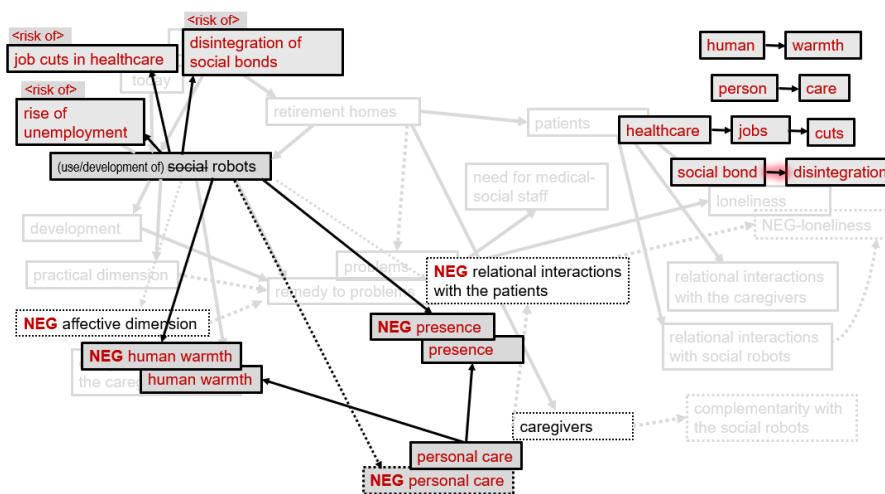 <risk of>
job cuts in healthcare
<risk of>
disintegration of
social bonds
human
warmth
person
care
<risk of>
rise of
unemployment
today
retirement homes
patients
healthcare
jobs
cuts
(use/development of) social robots
need for medical-
social staff
social bond
disintegration
loneliness
NEG-loneliness
development
practical dimension
problems
remedy to problems
NEG relational interactions
with the patients
relational interactions
with the caregivers
NEG affective dimension
NEG presence
presence
relational interactions
with social robots
NEG human warmth
human warmth
the careg
caregivers
complementarity with
the social robots
personal care
NEG personal care